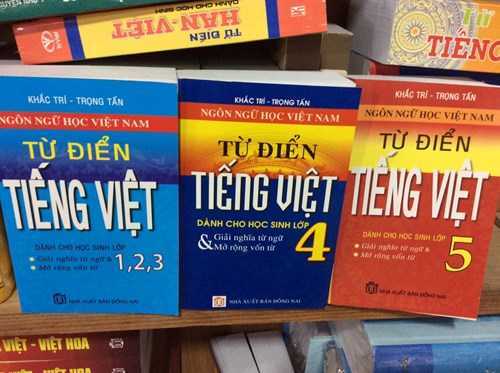 TỪ ĐIỂN
HÁN-VIỆT
DÀNH CHO HỌC SINH
TIẾNG
KHẮC TRÍ - TRỌNG TẤN
NGÔN NGỮ HỌC VIỆT NAM
TỪ ĐIỂN
TIẾNG VIỆT
DÀNH CHO HỌC SINH LỚP
Giải nghĩa từ ngữ &
Mở rộng vốn từ
1,2,3
NHÀ XUẤT BẢN ĐỒNG NAI
KHẮC TRÍ - TRỌNG TẤN
NGÔN NGỮ HỌC VIỆT NAM
TỪ ĐIỂN
TIẾNG VIỆT
DÀNH CHO HỌC SINH LỚP
& Giải nghĩa từ ngữ
Mở rộng vốn từ
4
NHÀ XUẤT BẢN ĐỒNG NAI
KHẮC TRÍ - TRỌNG TẤN
NGÔN NGỮ HỌC VIỆT NAM
TỪ ĐIỂN
TIẾNG VIỆT
DÀNH CHO HỌC SINH LỚP
Giải nghĩa từ ngữ &
Mở rộng vốn từ
5
NHÀ XUẤT BẢN ĐỒNG NAI
VIỆT - VIỆT HOA